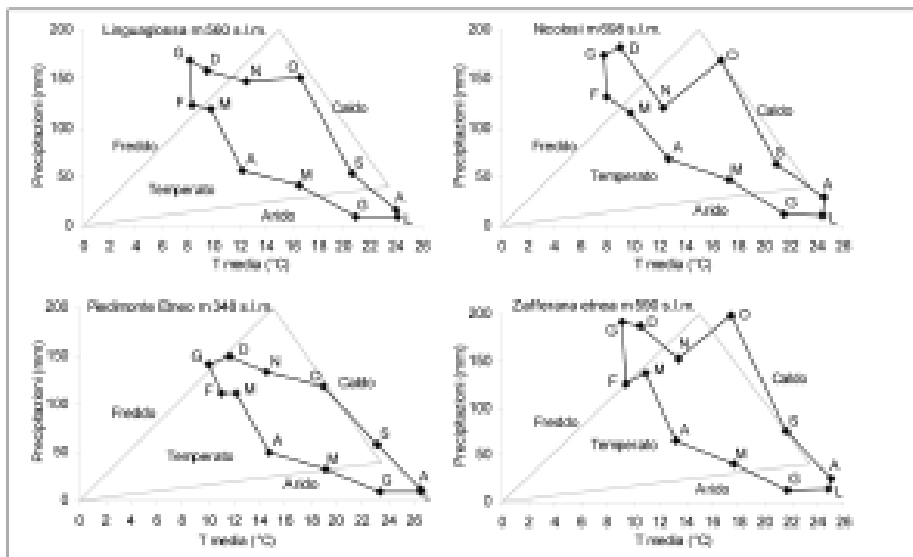 Linguaglossa m 560 s.l.m.
Precipitazioni (mm)
200
150
100
50
0
G D N O
F M
A M S
G A L
Freddo
Caldo
Temperato
Arido
0 2 4 6 8 10 12 14 16 18 20 22 24 26
T media (°C)
Nicolosi m 698 s.l.m.
Precipitazioni (mm)
200
150
100
50
0
G D N O
F M
A M S
G A L
Freddo
Caldo
Temperato
Arido
0 2 4 6 8 10 12 14 16 18 20 22 24 26
T media (°C)
Piedimonte Etneo m 348 s.l.m.
Precipitazioni (mm)
200
150
100
50
0
G D N O
F M
A M S
G A
Freddo
Caldo
Temperato
Arido
0 2 4 6 8 10 12 14 16 18 20 22 24 26
T media (°C)
Zafferana etnea m 590 s.l.m.
Precipitazioni (mm)
200
150
100
50
0
G D N O
F M
A M S
G A L
Freddo
Caldo
Temperato
Arido
0 2 4 6 8 10 12 14 16 18 20 22 24 26
T media (°C)